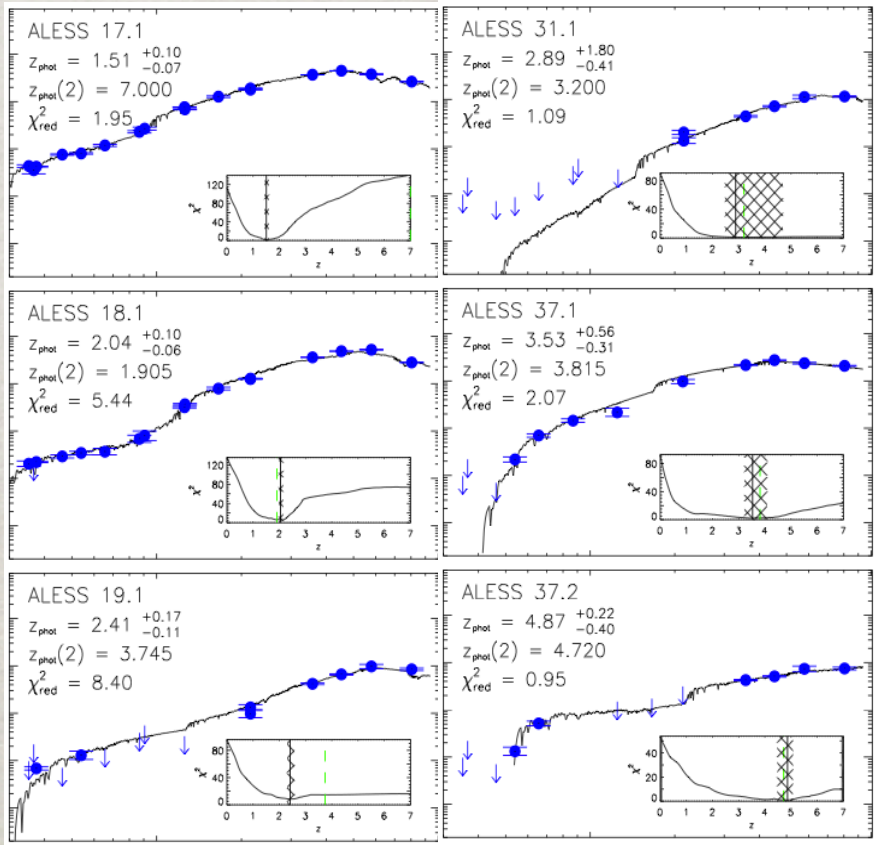 ALESS 17.1
z_phot = 1.51 +0.10 -0.07
z_phot(2) = 7.000
χ²_red = 1.95
120
80
40
0
χ²
0 1 2 3 4 5 6 7
z
ALESS 31.1
z_phot = 2.89 +1.80 -0.41
z_phot(2) = 3.200
χ²_red = 1.09
80
60
40
20
0
χ²
0 1 2 3 4 5 6 7
z
ALESS 18.1
z_phot = 2.04 +0.10 -0.06
z_phot(2) = 1.905
χ²_red = 5.44
120
80
40
0
χ²
0 1 2 3 4 5 6 7
z
ALESS 37.1
z_phot = 3.53 +0.56 -0.31
z_phot(2) = 3.815
χ²_red = 2.07
80
60
40
20
0
χ²
0 1 2 3 4 5 6 7
z
ALESS 19.1
z_phot = 2.41 +0.17 -0.11
z_phot(2) = 3.745
χ²_red = 8.40
80
40
0
χ²
0 1 2 3 4 5 6 7
z
ALESS 37.2
z_phot = 4.87 +0.22 -0.40
z_phot(2) = 4.720
χ²_red = 0.95
40
20
0
χ²
0 1 2 3 4 5 6 7
z